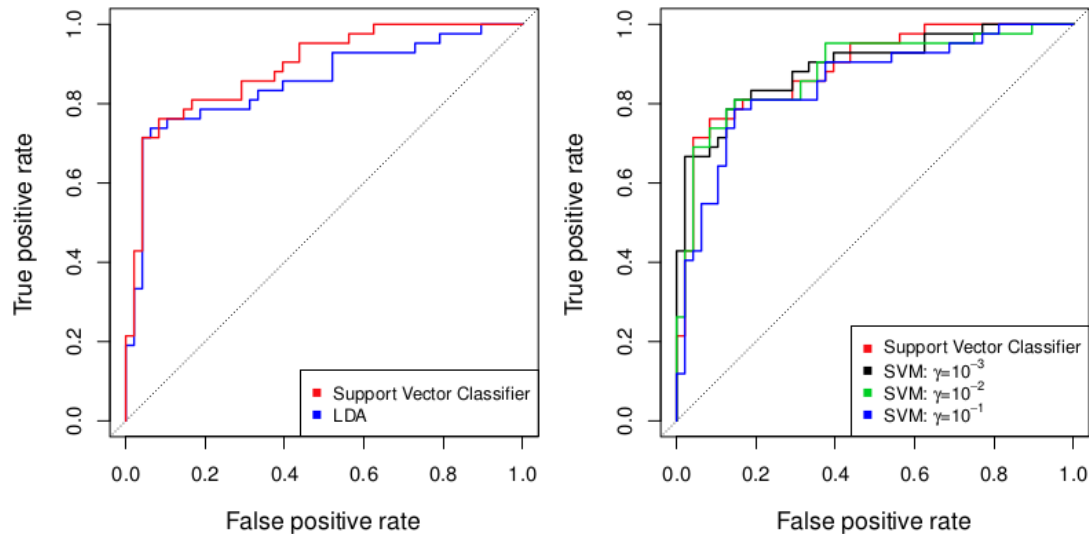 True positive rate
0.0 0.2 0.4 0.6 0.8 1.0
Support Vector Classifier
LDA
0.0 0.2 0.4 0.6 0.8 1.0
False positive rate
True positive rate
0.0 0.2 0.4 0.6 0.8 1.0
Support Vector Classifier
SVM: γ=10⁻³
SVM: γ=10⁻²
SVM: γ=10⁻¹
0.0 0.2 0.4 0.6 0.8 1.0
False positive rate